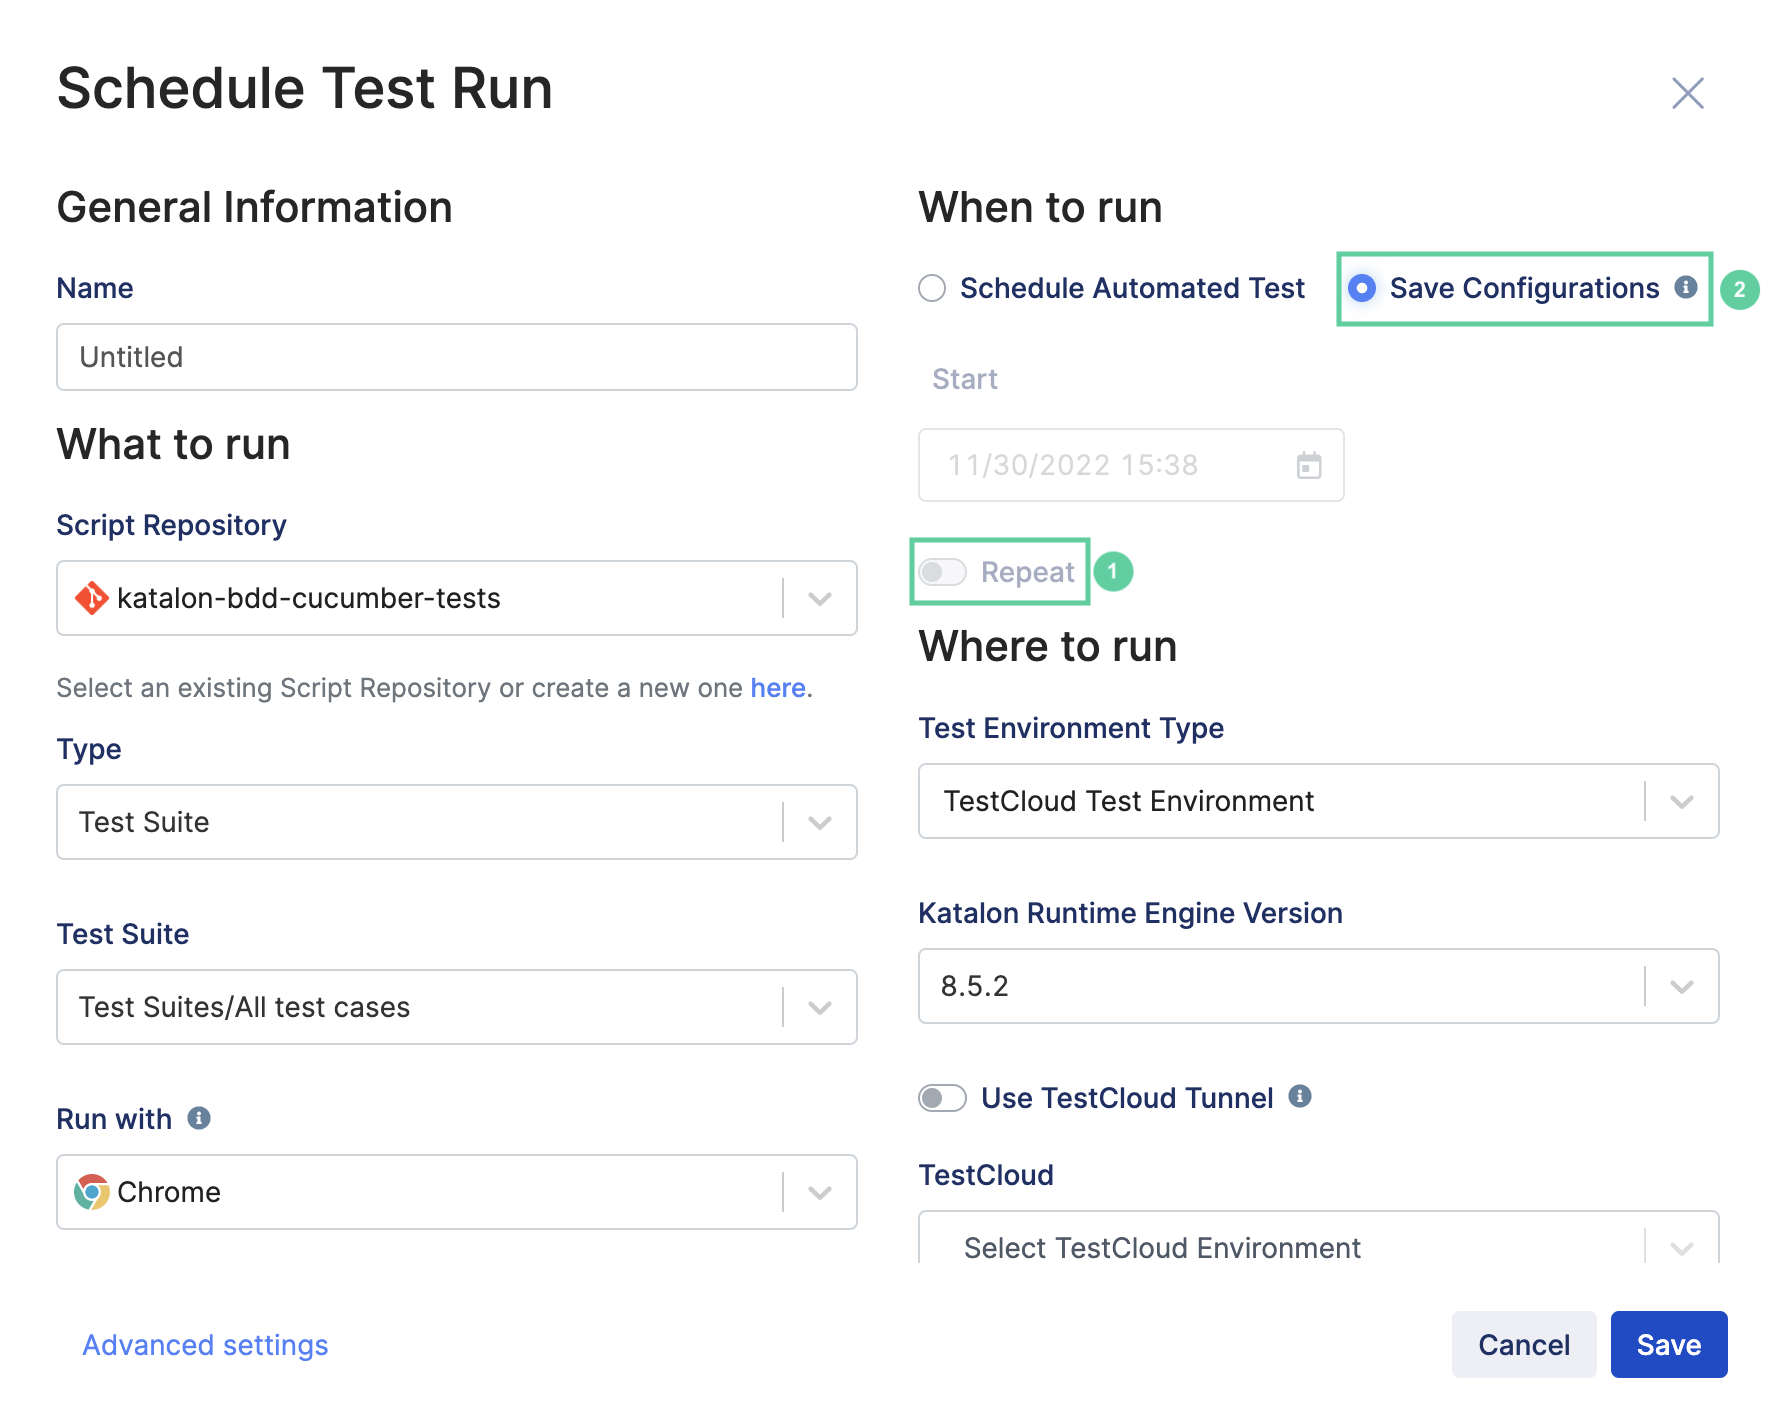 Schedule Test Run
General Information
Name
Untitled
What to run
Script Repository
katalon-bdd-cucumber-tests
Select an existing Script Repository or create a new one here.
Type
Test Suite
Test Suite
Test Suites/All test cases
Run with
Chrome
Advanced settings
When to run
Schedule Automated Test
Save Configurations
2
Start
11/30/2022 15:38
Repeat
1
Where to run
Test Environment Type
TestCloud Test Environment
Katalon Runtime Engine Version
8.5.2
Use TestCloud Tunnel
TestCloud
Select TestCloud Environment
Cancel
Save